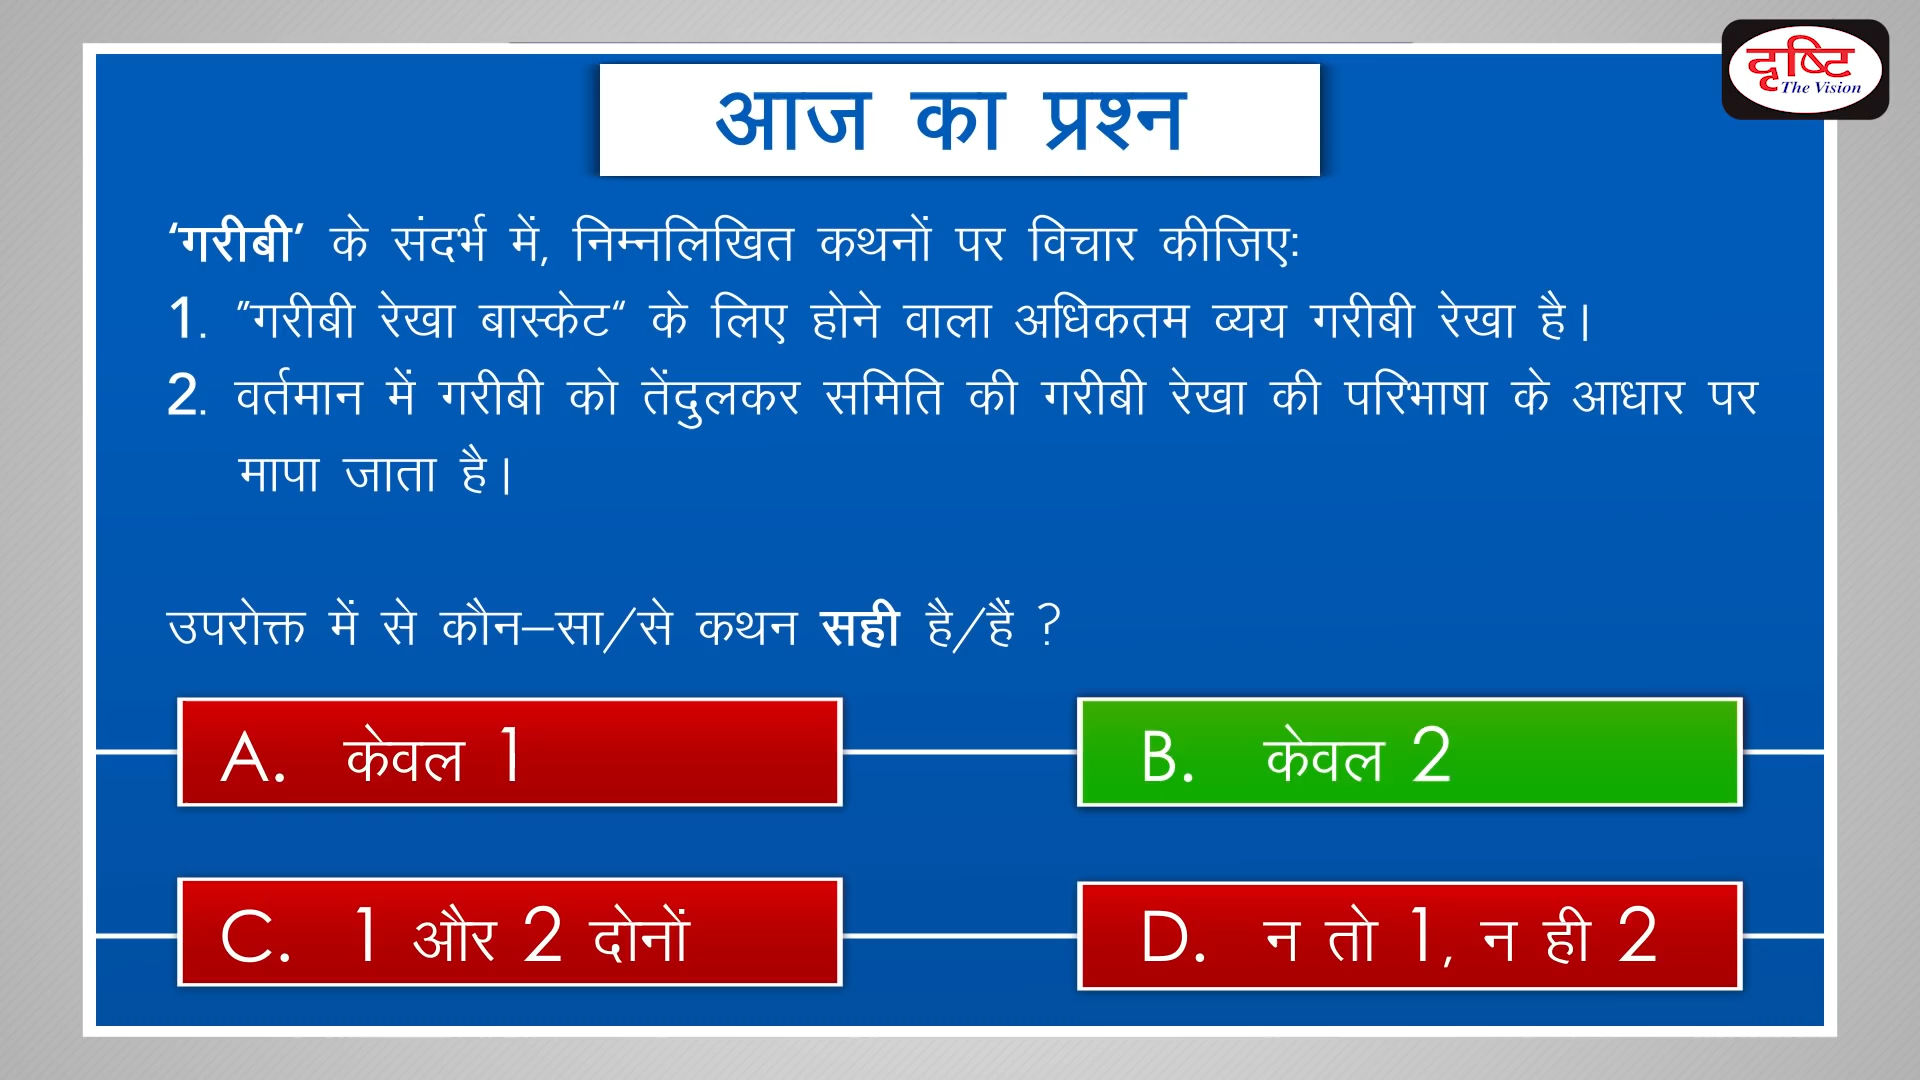 दृष्टि
The Vision
आज का प्रश्न
‘गरीबी’ के संदर्भ में, निम्नलिखित कथनों पर विचार कीजिए:
1. ”गरीबी रेखा बास्केट“ के लिए होने वाला अधिकतम व्यय गरीबी रेखा है।
2. वर्तमान में गरीबी को तेंदुलकर समिति की गरीबी रेखा की परिभाषा के आधार पर
मापा जाता है।
उपरोक्त में से कौन–सा/से कथन सही है/हैं ?
A. केवल 1
B. केवल 2
C. 1 और 2 दोनों
D. न तो 1, न ही 2